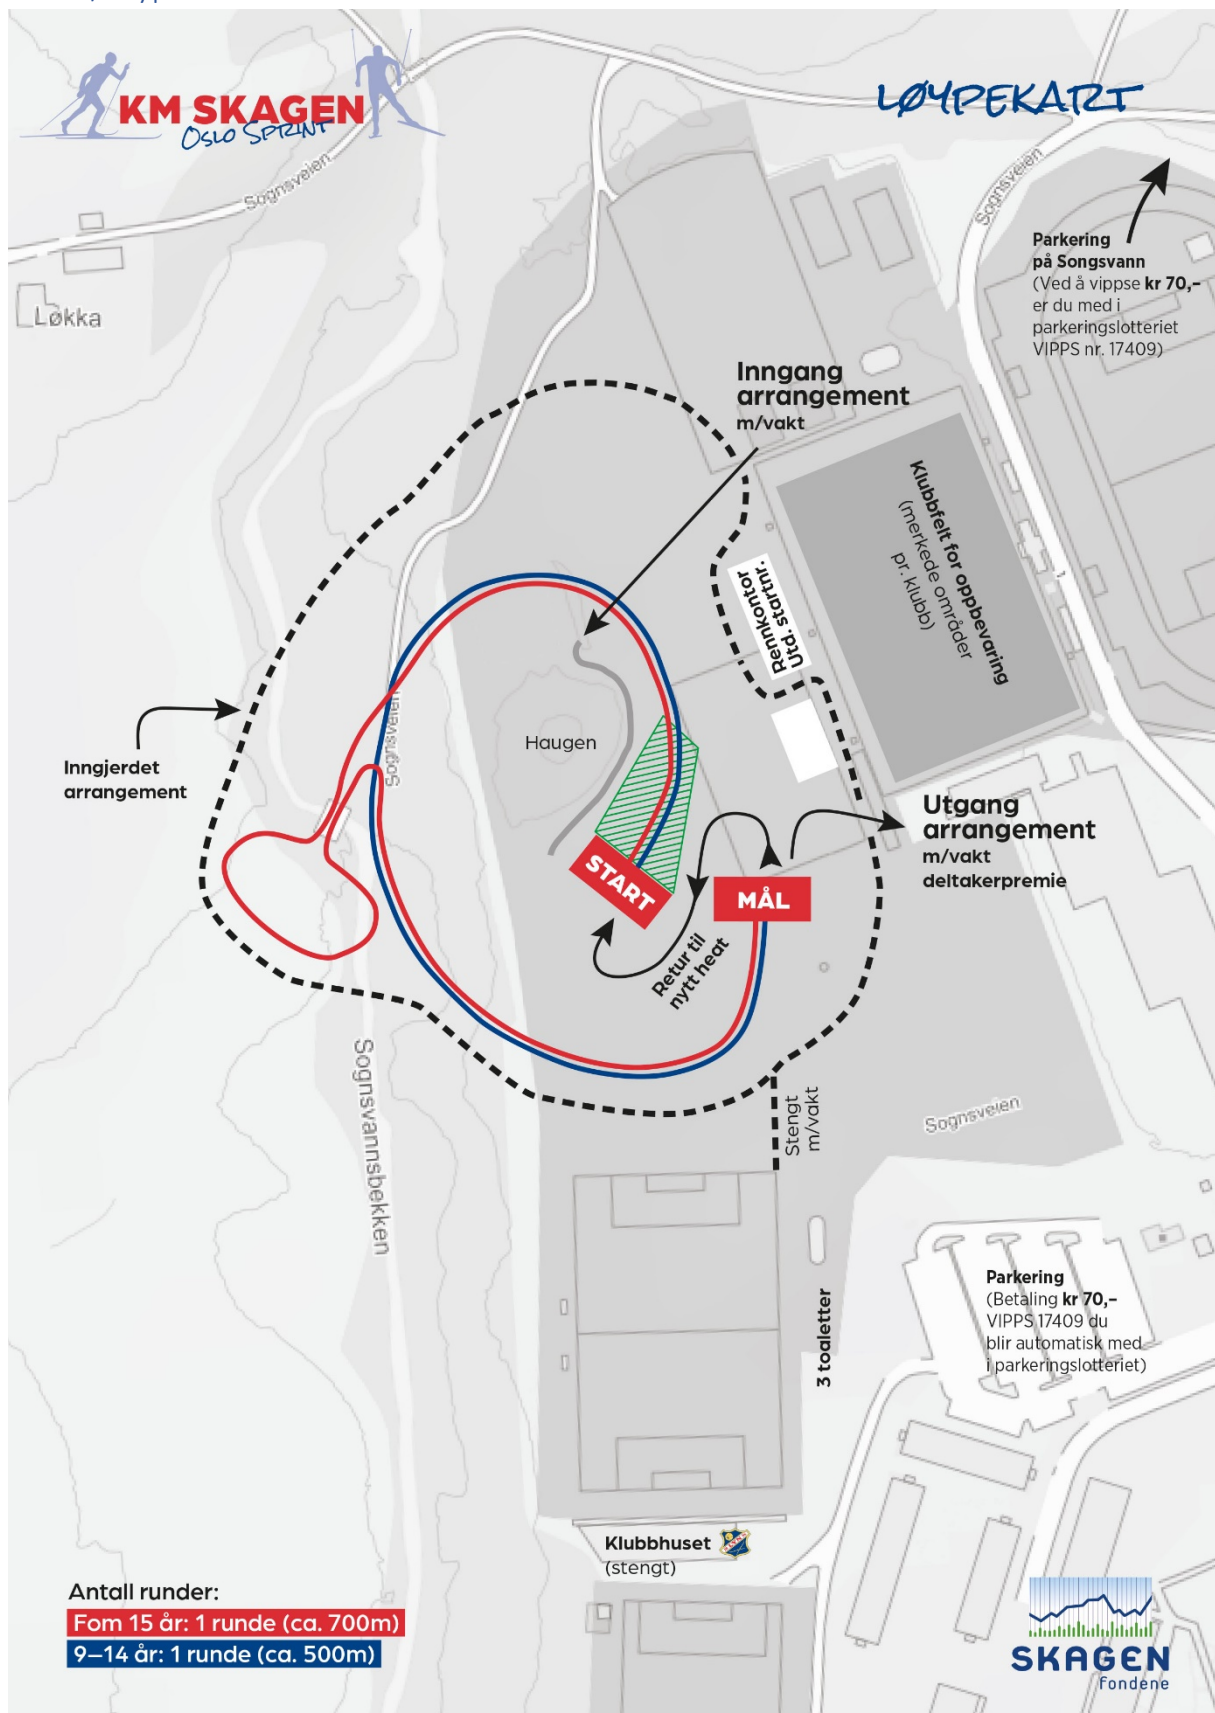 KM SKAGEN
OSLO SPRINT
LØYPEKART
Sognsveien
Sognsveien
Løkka
Parkering
på Songsvann
(Ved å vippse kr 70,–
er du med i
parkeringslotteriet
VIPPS nr. 17409)
Inngang
arrangement
m/vakt
Klubbfelt for oppbevaring
(merkede områder
pr. klubb)
Rennkontor
Utd. startnr.
Sognsveien
Haugen
Inngjerdet
arrangement
START
MÅL
Utgang
arrangement
m/vakt
deltakerpremie
Retur til
nytt heat
Sognsvannsbekken
Stengt
m/vakt
Sognsveien
Parkering
(Betaling kr 70,–
VIPPS 17409 du
blir automatisk med
i parkeringslotteriet)
3 toaletter
Klubbhuset
(stengt)
Antall runder:
Fom 15 år: 1 runde (ca. 700m)
9–14 år: 1 runde (ca. 500m)
SKAGEN
Fondene